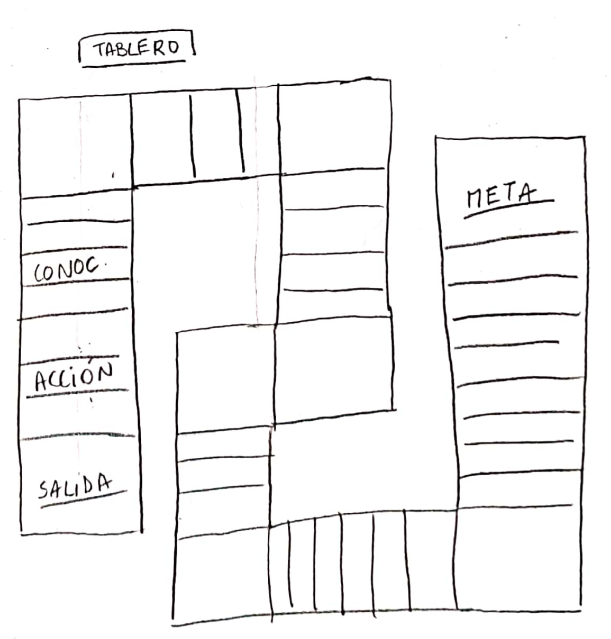 TABLERO
META
CONOC.
ACCIÓN
SALIDA